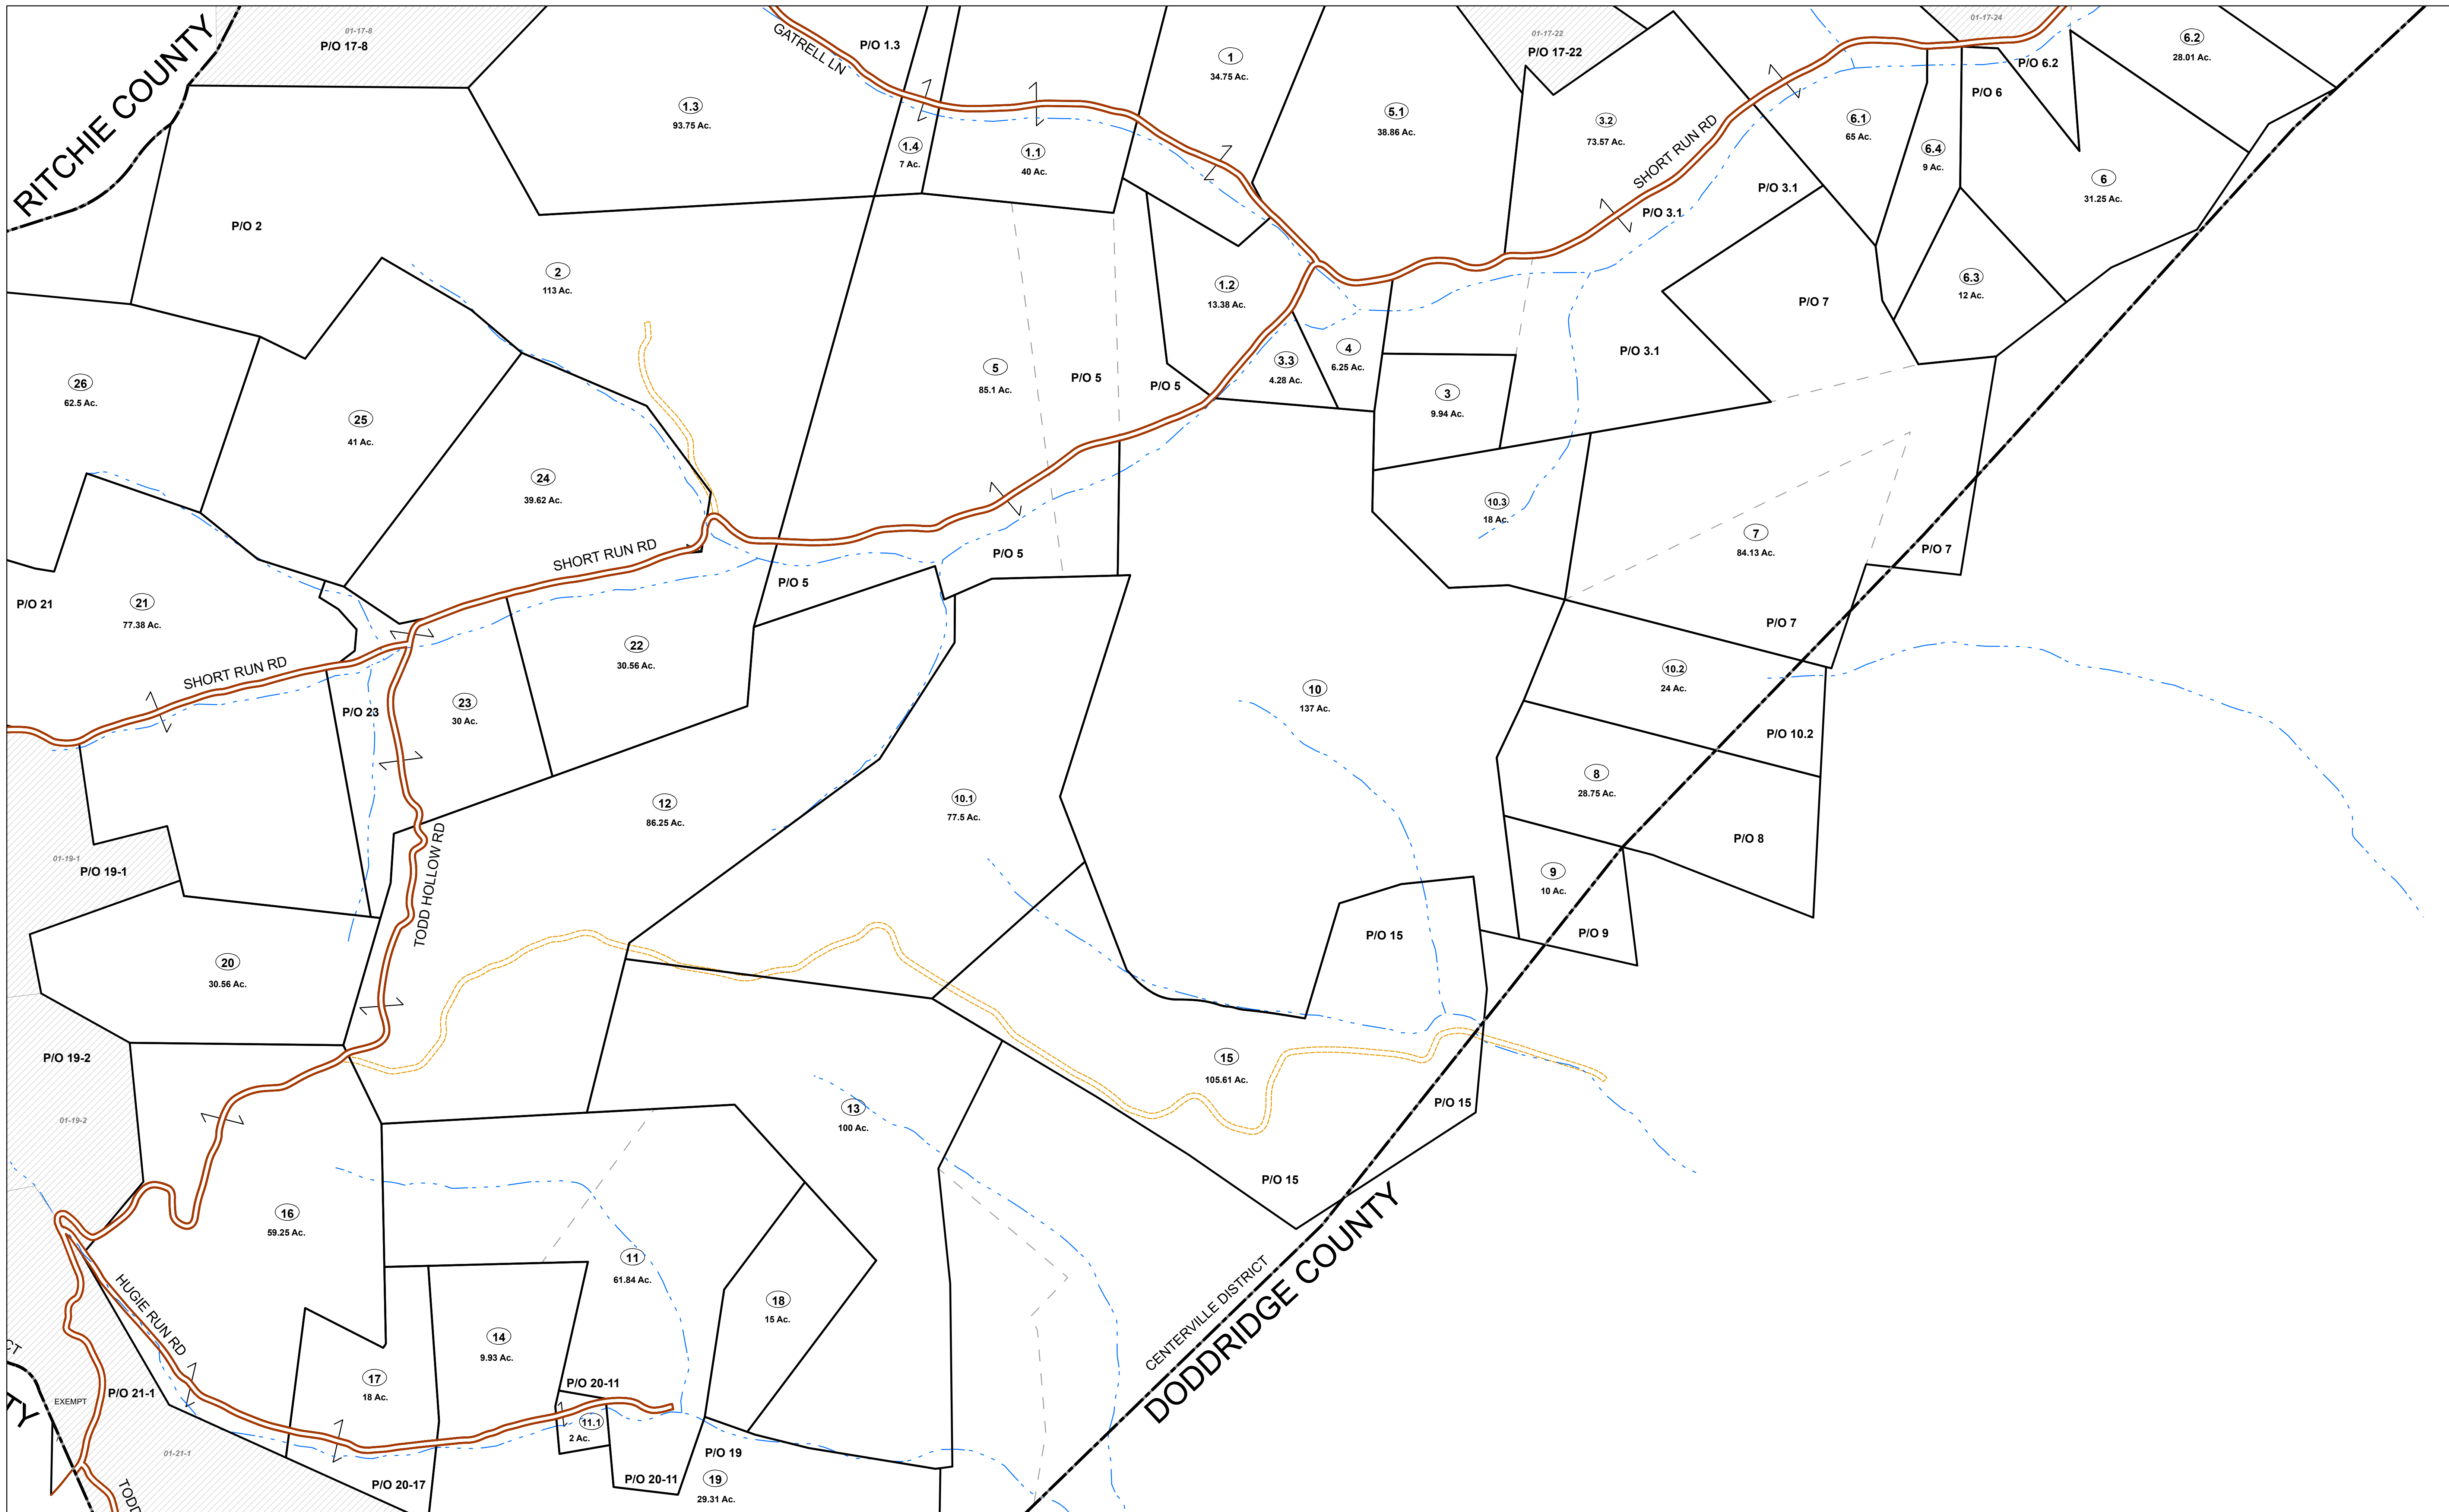 RITCHIE COUNTY
01-17-8
P/O 17-8
GATRELL LN
P/O 1.3
1
34.75 Ac.
01-17-22
P/O 17-22
01-17-24
6.2
28.01 Ac.
P/O 6.2
P/O 6
1.3
93.75 Ac.
1.4
7 Ac.
1.1
40 Ac.
5.1
38.86 Ac.
3.2
73.57 Ac.
SHORT RUN RD
6.1
65 Ac.
6.4
9 Ac.
6
31.25 Ac.
P/O 3.1
P/O 3.1
P/O 2
2
113 Ac.
1.2
13.38 Ac.
6.3
12 Ac.
P/O 7
26
62.5 Ac.
25
41 Ac.
5
85.1 Ac.
P/O 5
P/O 5
3.3
4.28 Ac.
4
6.25 Ac.
3
9.94 Ac.
P/O 3.1
24
39.62 Ac.
10.3
18 Ac.
7
84.13 Ac.
P/O 7
SHORT RUN RD
P/O 5
P/O 5
P/O 21
21
77.38 Ac.
22
30.56 Ac.
P/O 7
SHORT RUN RD
P/O 23
23
30 Ac.
10
137 Ac.
10.2
24 Ac.
P/O 10.2
12
86.25 Ac.
10.1
77.5 Ac.
8
28.75 Ac.
P/O 8
01-19-1
P/O 19-1
TODD HOLLOW RD
9
10 Ac.
P/O 9
P/O 15
20
30.56 Ac.
P/O 19-2
15
105.61 Ac.
P/O 15
01-19-2
13
100 Ac.
P/O 15
16
59.25 Ac.
11
61.84 Ac.
18
15 Ac.
CENTERVILLE DISTRICT
DODDRIDGE COUNTY
HUGIE RUN RD
14
9.93 Ac.
17
18 Ac.
P/O 20-11
CT
TY
EXEMPT
P/O 21-1
11.1
2 Ac.
01-21-1
P/O 19
P/O 20-17
P/O 20-11
19
29.31 Ac.
TODD